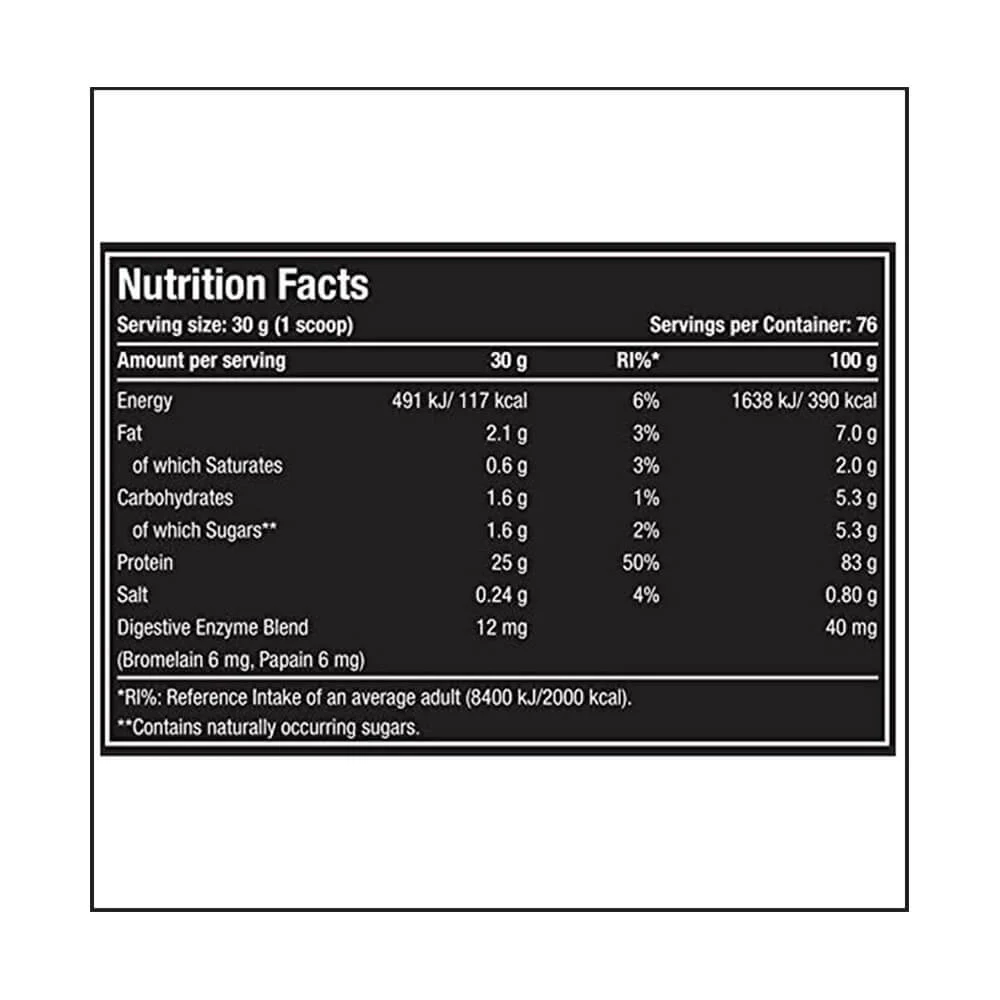 Nutrition Facts
Serving size: 30 g (1 scoop) Servings per Container: 76
Amount per serving 30 g RI%* 100 g
Energy 491 kJ/ 117 kcal 6% 1638 kJ/ 390 kcal
Fat 2.1 g 3% 7.0 g
of which Saturates 0.6 g 3% 2.0 g
Carbohydrates 1.6 g 1% 5.3 g
of which Sugars** 1.6 g 2% 5.3 g
Protein 25 g 50% 83 g
Salt 0.24 g 4% 0.80 g
Digestive Enzyme Blend 12 mg 40 mg
(Bromelain 6 mg, Papain 6 mg)
*RI%: Reference Intake of an average adult (8400 kJ/2000 kcal).
**Contains naturally occurring sugars.